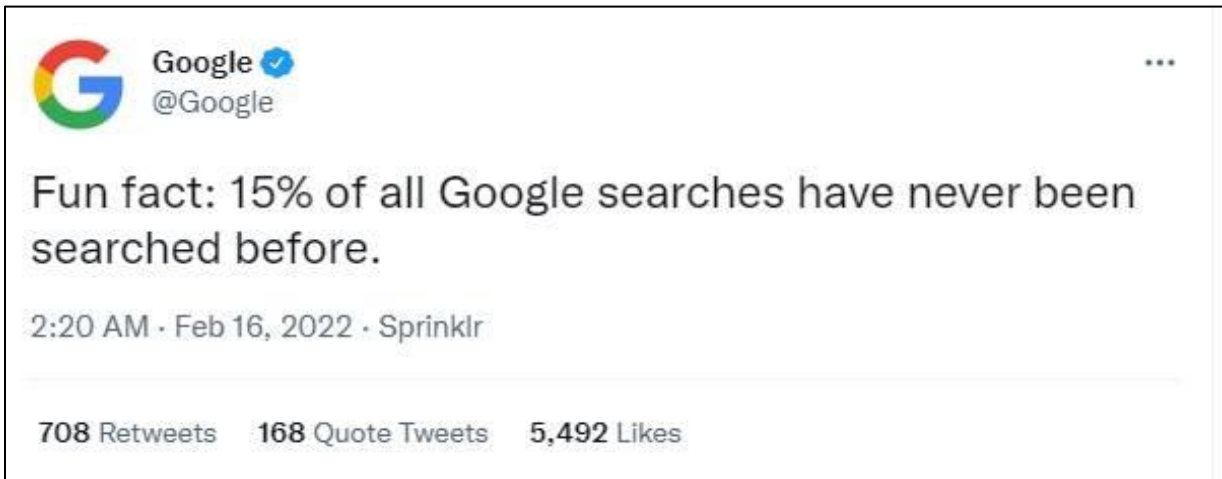 Google
@Google
Fun fact: 15% of all Google searches have never been
searched before.
2:20 AM · Feb 16, 2022 · Sprinklr
708 Retweets 168 Quote Tweets 5,492 Likes